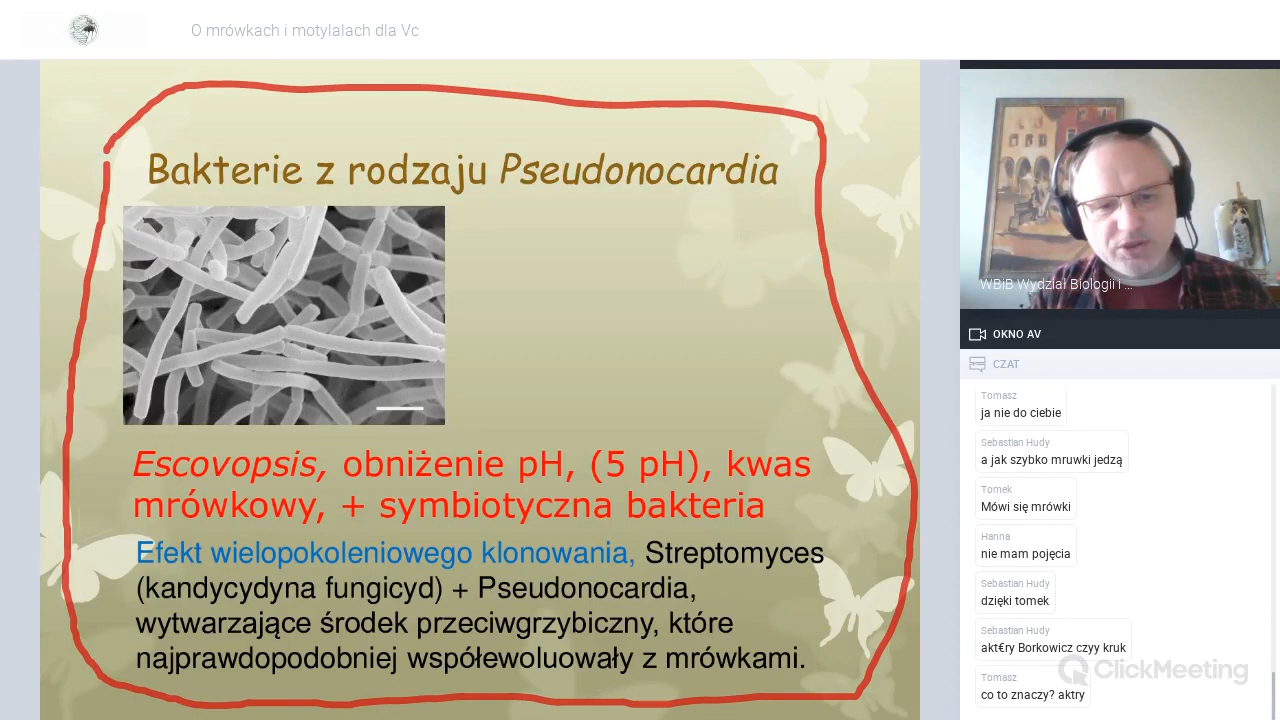 O mrówkach i motylalach dla Vc
Bakterie z rodzaju Pseudonocardia
Escovopsis, obniżenie pH, (5 pH), kwas
mrówkowy, + symbiotyczna bakteria
Efekt wielopokoleniowego klonowania, Streptomyces
(kandycydyna fungicyd) + Pseudonocardia,
wytwarzające środek przeciwgrzybiczny, które
najprawdopodobniej współewoluowały z mrówkami.
WBiB Wydział Biologii i ...
OKNO AV
CZAT
Tomasz
ja nie do ciebie
Sebastian Hudy
a jak szybko mruwki jedzą
Tomek
Mówi się mrówki
Hanna
nie mam pojęcia
Sebastian Hudy
dzięki tomek
Sebastian Hudy
akt€ry Borkowicz czyy kruk
Tomasz
co to znaczy? aktry
ClickMeeting